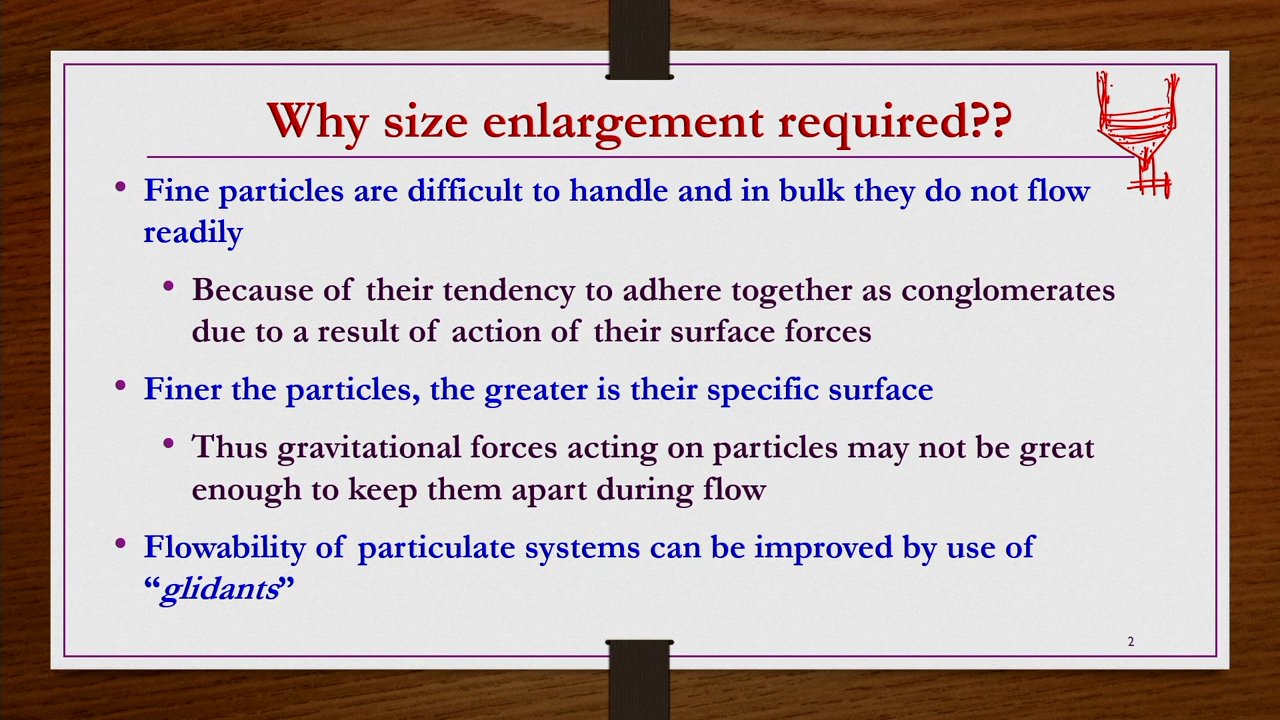 Why size enlargement required??
• Fine particles are difficult to handle and in bulk they do not flow
readily
• Because of their tendency to adhere together as conglomerates
due to a result of action of their surface forces
• Finer the particles, the greater is their specific surface
• Thus gravitational forces acting on particles may not be great
enough to keep them apart during flow
• Flowability of particulate systems can be improved by use of
“glidants”
2